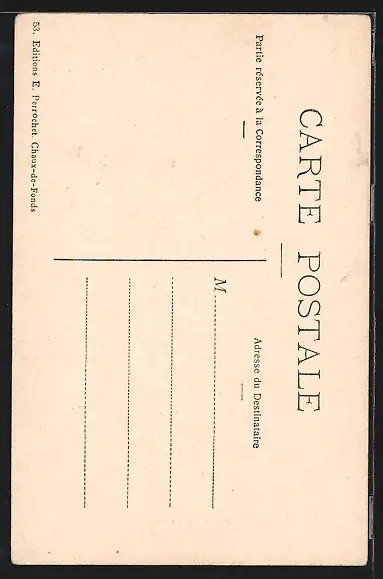 CARTE POSTALE
Partie réservée à la Correspondance
Adresse du Destinataire
M
53. Editions E. Perrochet, Chaux-de-Fonds